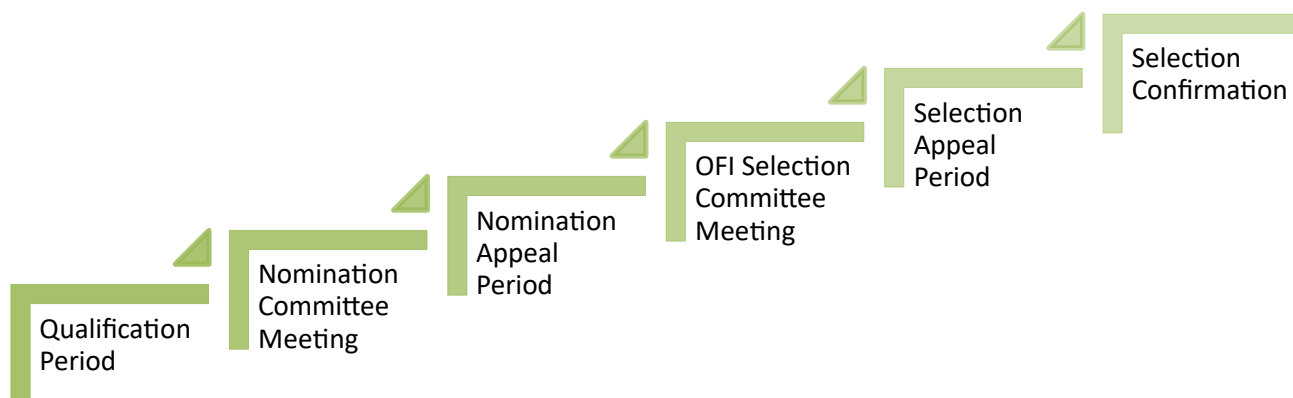 Qualification
Period
Nomination
Committee
Meeting
Nomination
Appeal
Period
OFI Selection
Committee
Meeting
Selection
Appeal
Period
Selection
Confirmation